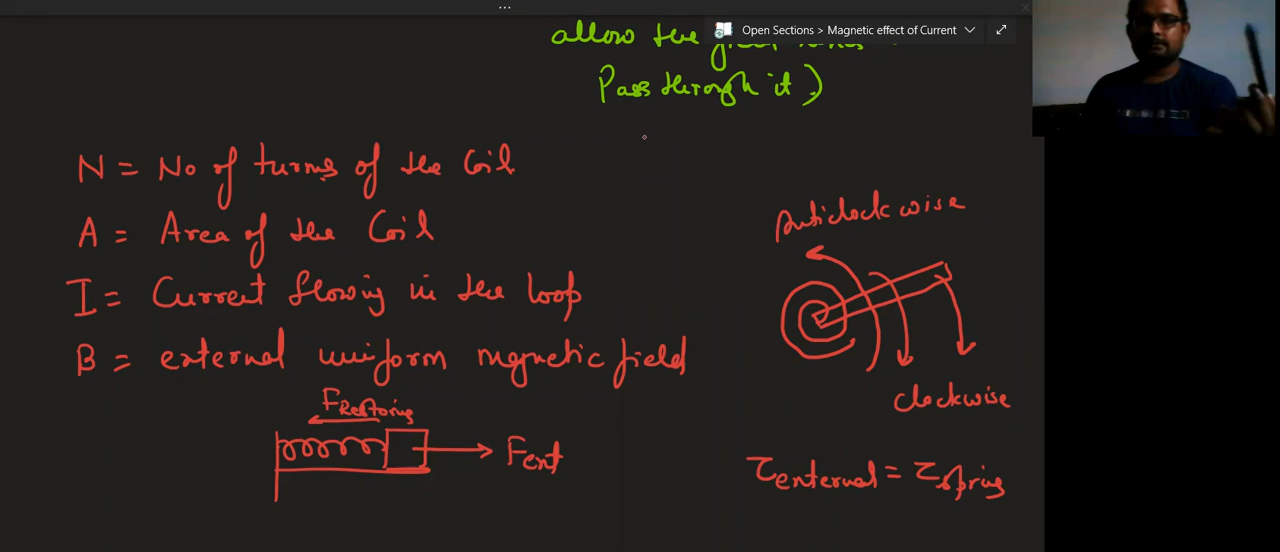 ...
Open Sections > Magnetic effect of Current
allow the
Pass through it)
N = No of turns of the Coil
A = Area of the Coil
I = Current flowing in the loop
B = external uniform magnetic field
Anticlockwise
clockwise
FRestoring
Fext
τexternal = τspring